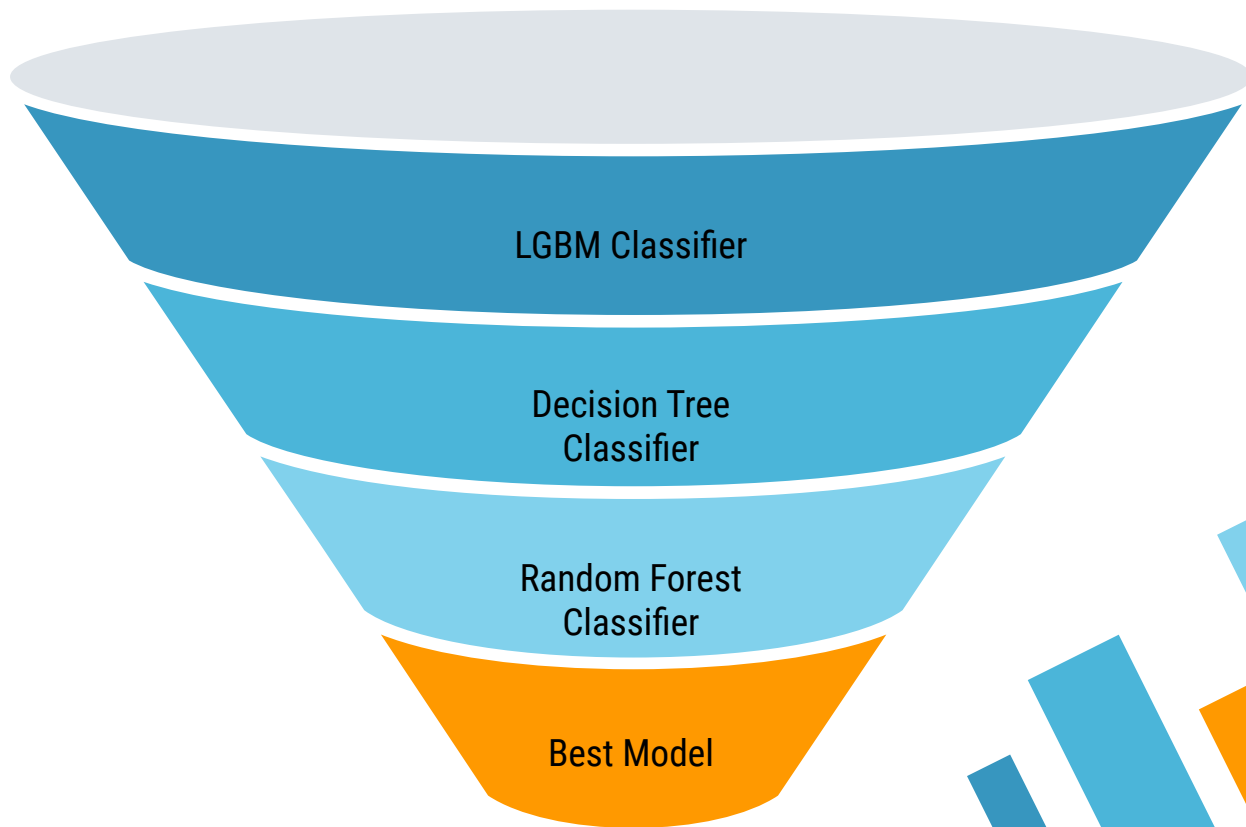 LGBM Classifier
Decision Tree
Classifier
Random Forest
Classifier
Best Model